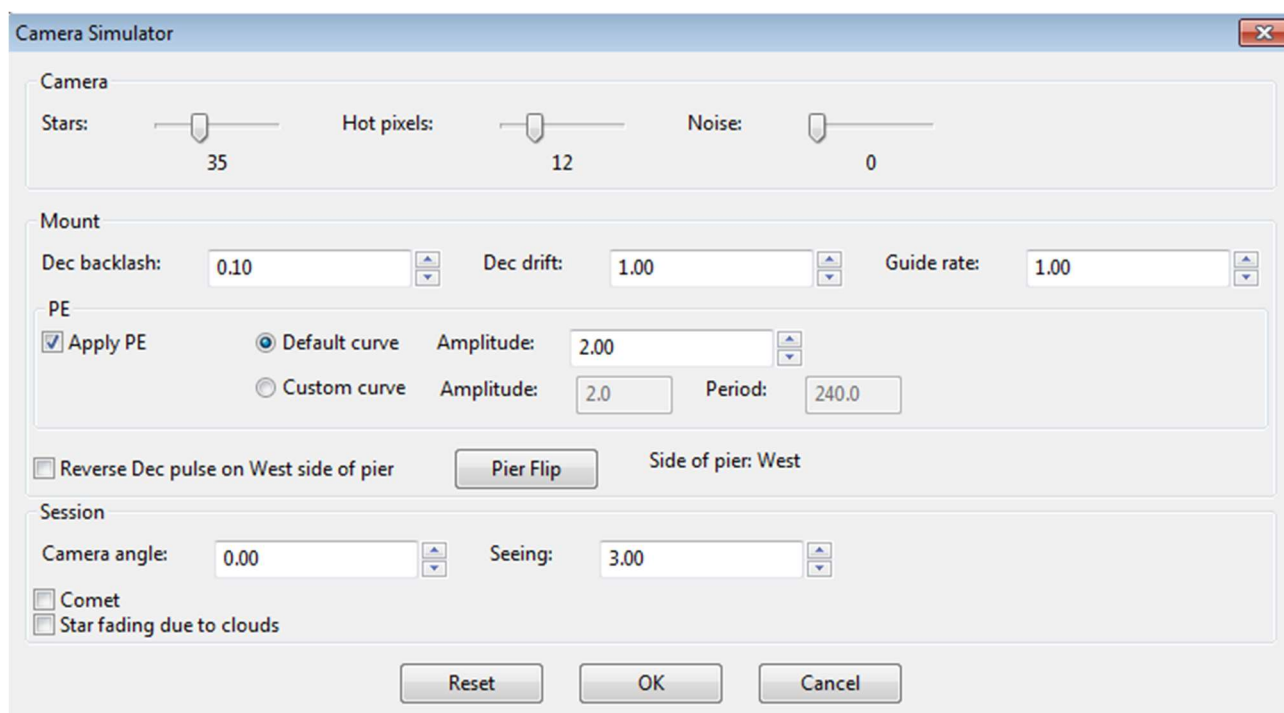 Camera Simulator
Camera
Stars: Hot pixels: Noise:
35 12 0
Mount
Dec backlash: 0.10 Dec drift: 1.00 Guide rate: 1.00
PE
Apply PE Default curve Amplitude: 2.00
Custom curve Amplitude: 2.0 Period: 240.0
Reverse Dec pulse on West side of pier Pier Flip Side of pier: West
Session
Camera angle: 0.00 Seeing: 3.00
Comet
Star fading due to clouds
Reset OK Cancel